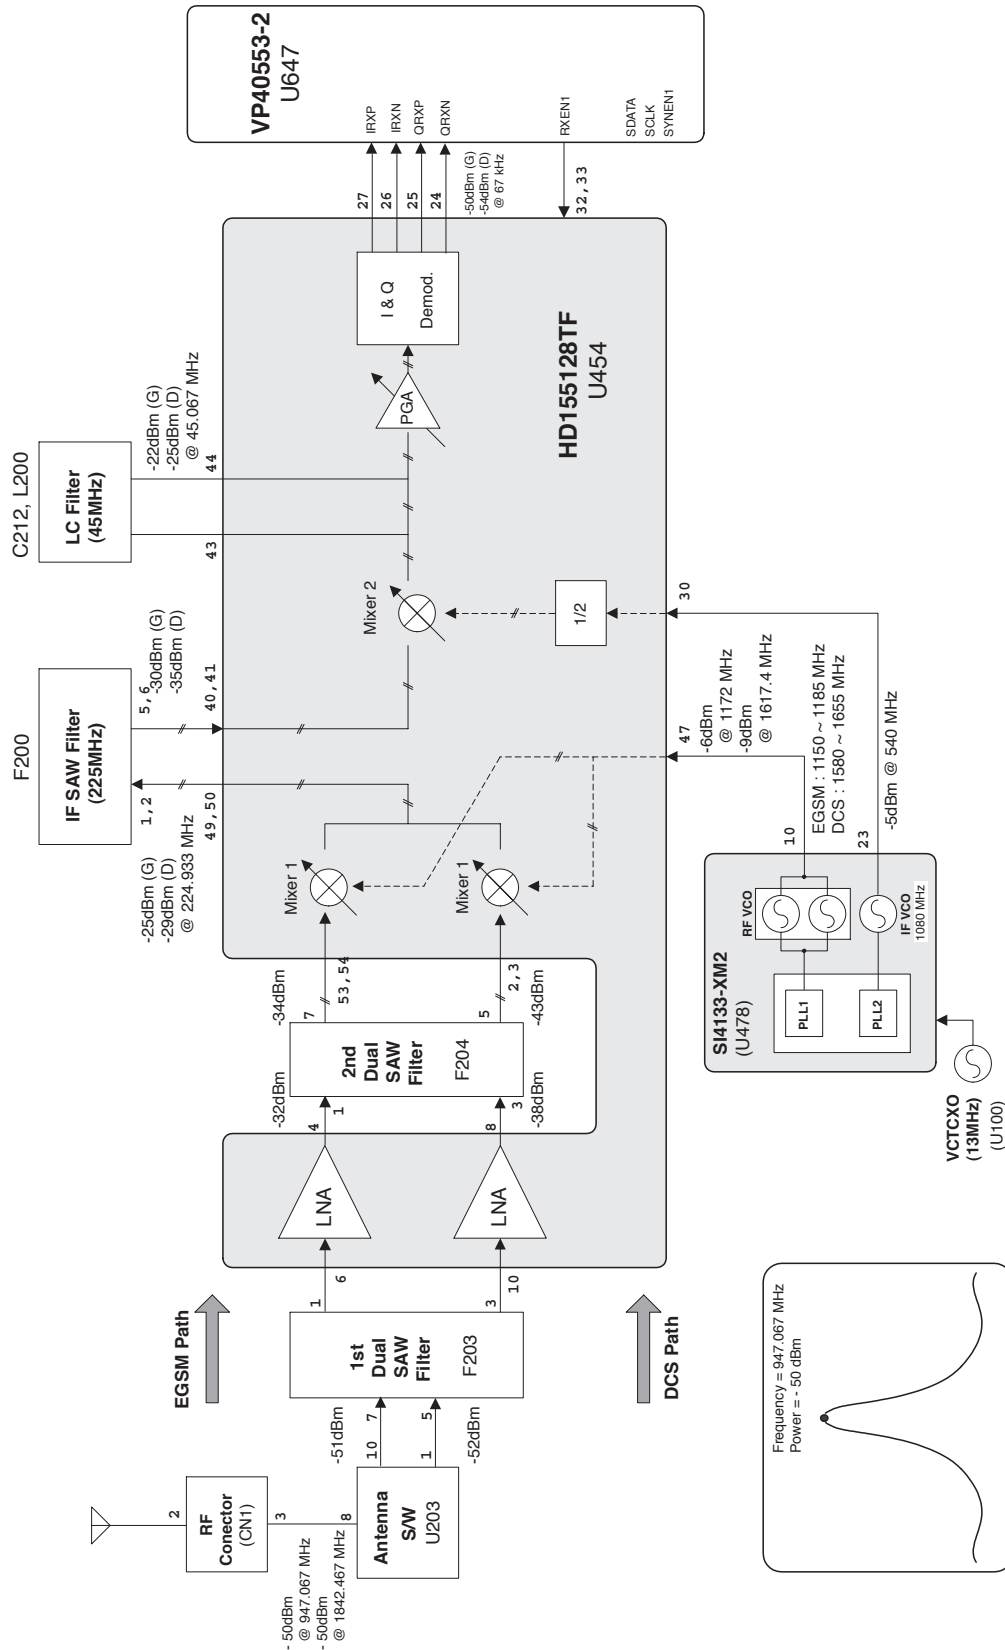 VP40553-2
U647
IRXP
IRXN
QRXP
QRXN
RXEN1
SDATA
SCLK
SYNEN1
27
26
25
24
-50dBm (G)
-54dBm (D)
@ 67 kHz
32,33
I & Q
Demod.
PGA
HD155128TF
U454
C212, L200
LC Filter
(45MHz)
-22dBm (G)
-25dBm (D)
@ 45.067 MHz
44
43
Mixer 2
1/2
30
F200
IF SAW Filter
(225MHz)
5,6
-30dBm (G)
-35dBm (D)
40,41
1,2
49,50
-25dBm (G)
-29dBm (D)
@ 224.933 MHz
Mixer 1
Mixer 1
47
-6dBm
@ 1172 MHz
-9dBm
@ 1617.4 MHz
EGSM : 1150 ~ 1185 MHz
DCS : 1580 ~ 1655 MHz
-5dBm @ 540 MHz
10
23
RF VCO
IF VCO
1080 MHz
PLL1
PLL2
SI4133-XM2
(U478)
VCTCXO
(13MHz)
(U100)
-34dBm
7
53,54
5
2,3
-43dBm
2nd
Dual
SAW
Filter
F204
-32dBm
4
1
8
3
-38dBm
LNA
LNA
1
6
3
10
EGSM Path
DCS Path
1st
Dual
SAW
Filter
F203
-51dBm
10
7
1
5
-52dBm
2
RF
Conector
(CN1)
3
8
Antenna
S/W
U203
- 50dBm
@ 947.067 MHz
- 50dBm
@ 1842.467 MHz
Frequency = 947.067 MHz
Power = - 50 dBm